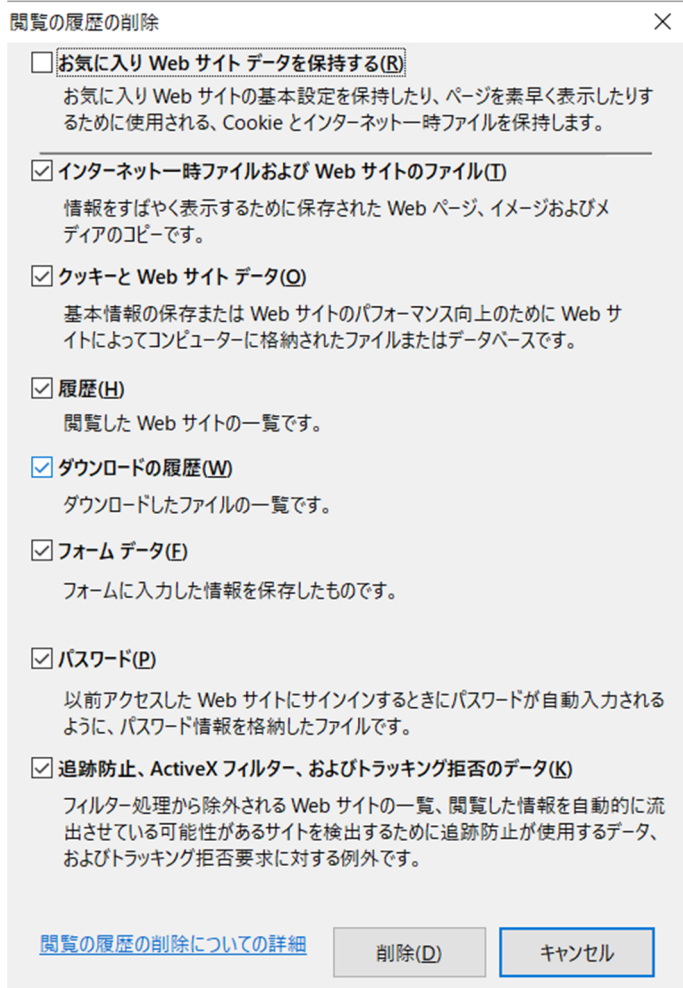 閲覧の履歴の削除
お気に入り Web サイト データを保持する(R)
お気に入り Web サイトの基本設定を保持したり、ページを素早く表示したりす
るために使用される、Cookie とインターネット一時ファイルを保持します。
インターネット一時ファイルおよび Web サイトのファイル(T)
情報をすばやく表示するために保存された Web ページ、イメージおよびメ
ディアのコピーです。
クッキーと Web サイト データ(O)
基本情報の保存または Web サイトのパフォーマンス向上のために Web サ
イトによってコンピューターに格納されたファイルまたはデータベースです。
履歴(H)
閲覧した Web サイトの一覧です。
ダウンロードの履歴(W)
ダウンロードしたファイルの一覧です。
フォーム データ(F)
フォームに入力した情報を保存したものです。
パスワード(P)
以前アクセスした Web サイトにサインインするときにパスワードが自動入力される
ように、パスワード情報を格納したファイルです。
追跡防止、ActiveX フィルター、およびトラッキング拒否のデータ(K)
フィルター処理から除外される Web サイトの一覧、閲覧した情報を自動的に流
出させている可能性があるサイトを検出するために追跡防止が使用するデータ、
およびトラッキング拒否要求に対する例外です。
閲覧の履歴の削除についての詳細
削除(D)
キャンセル